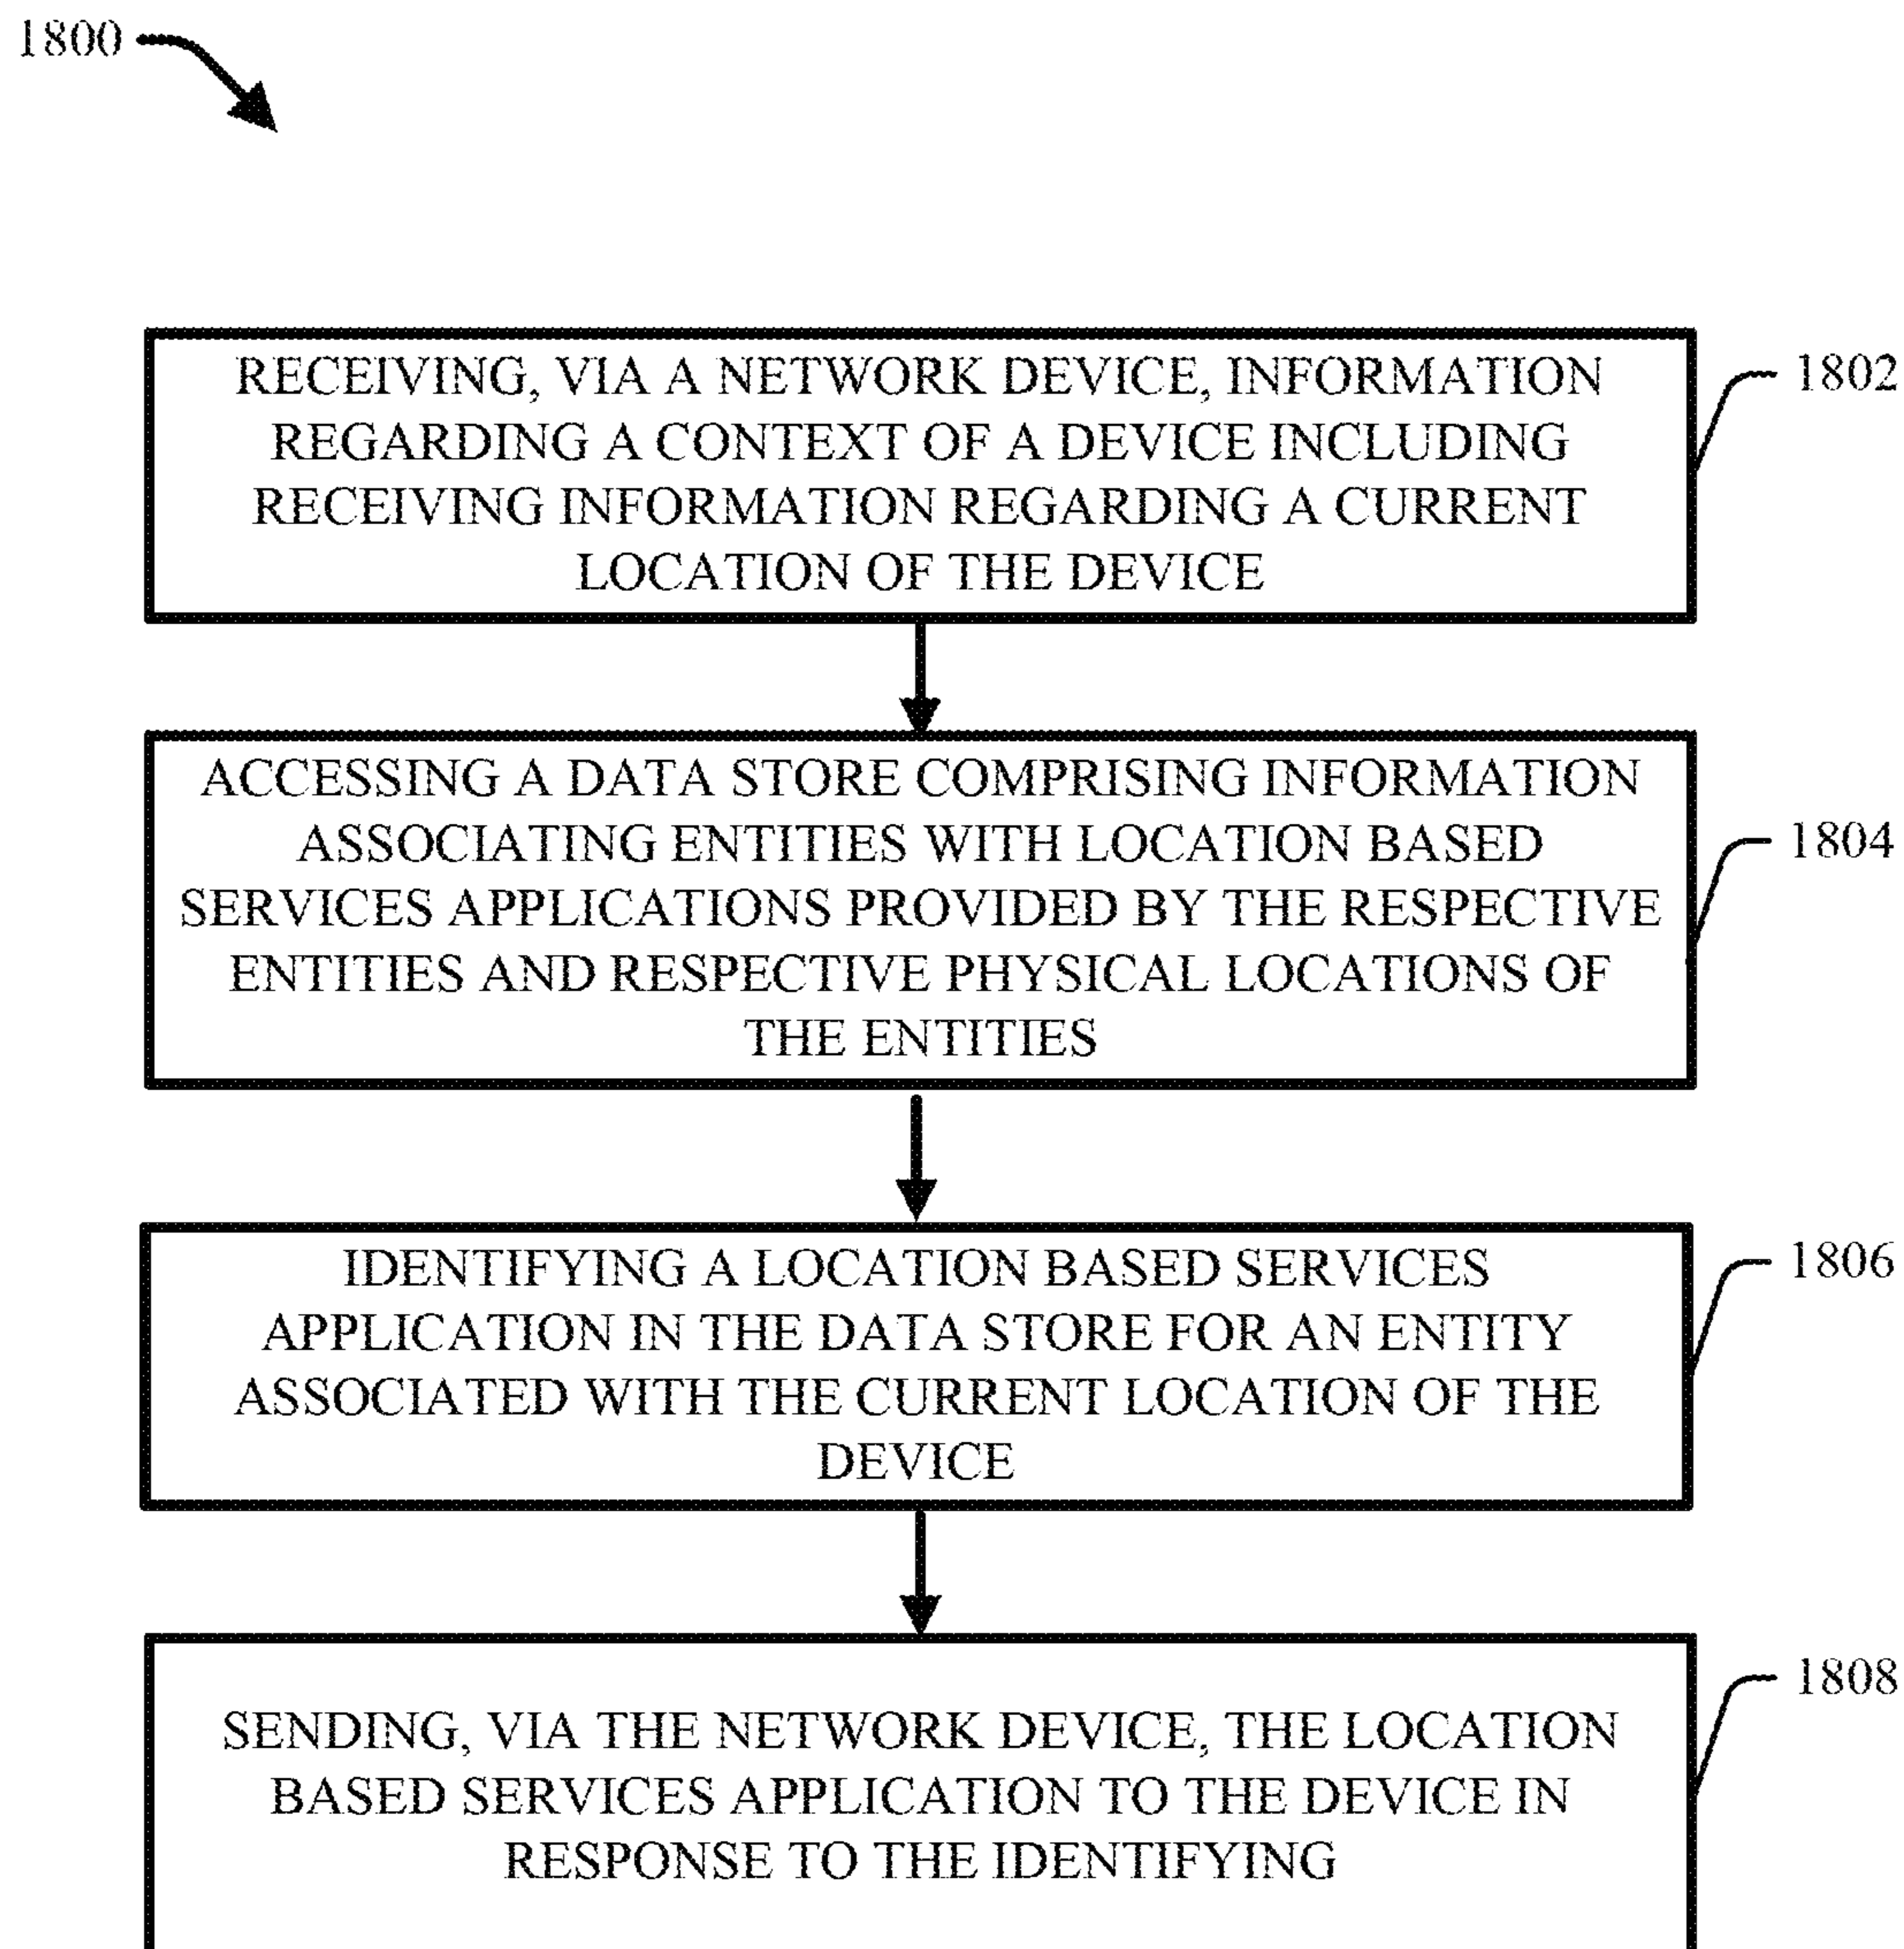 1800
RECEIVING, VIA A NETWORK DEVICE, INFORMATION
REGARDING A CONTEXT OF A DEVICE INCLUDING
RECEIVING INFORMATION REGARDING A CURRENT
LOCATION OF THE DEVICE
1802
ACCESSING A DATA STORE COMPRISING INFORMATION
ASSOCIATING ENTITIES WITH LOCATION BASED
SERVICES APPLICATIONS PROVIDED BY THE RESPECTIVE
ENTITIES AND RESPECTIVE PHYSICAL LOCATIONS OF
THE ENTITIES
1804
IDENTIFYING A LOCATION BASED SERVICES
APPLICATION IN THE DATA STORE FOR AN ENTITY
ASSOCIATED WITH THE CURRENT LOCATION OF THE
DEVICE
1806
SENDING, VIA THE NETWORK DEVICE, THE LOCATION
BASED SERVICES APPLICATION TO THE DEVICE IN
RESPONSE TO THE IDENTIFYING
1808